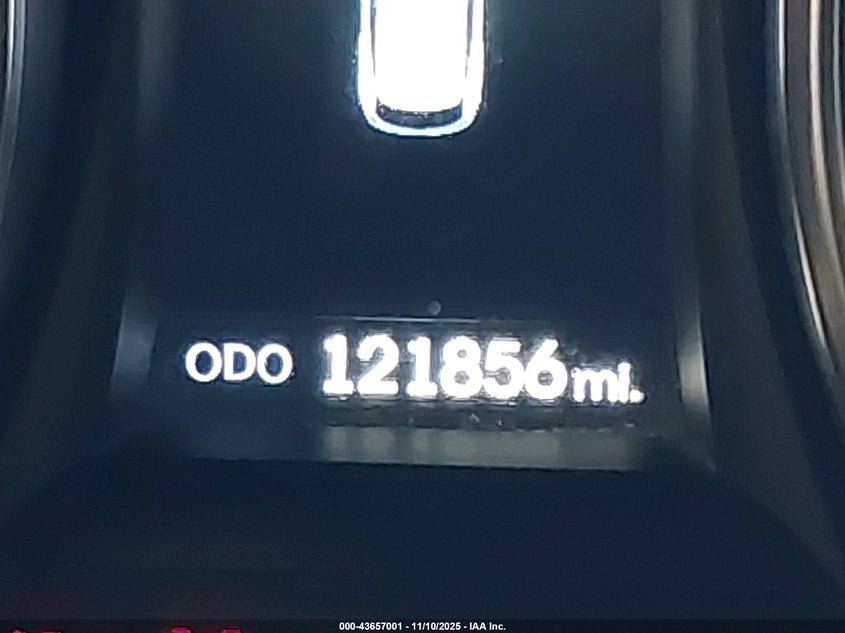 ODO 121856 mi.
000-43657001 - 11/10/2025 - IAA Inc.